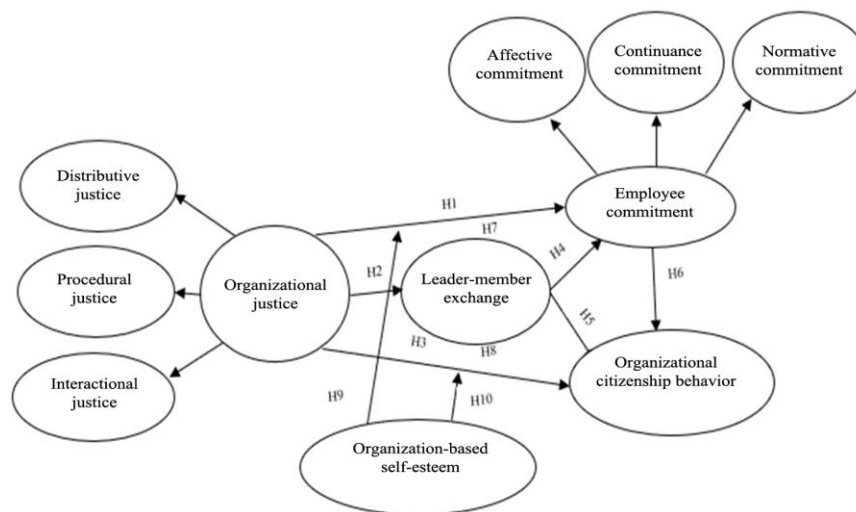 Affective
commitment
Continuance
commitment
Normative
commitment
Distributive
justice
Employee
commitment
H1
H7
H4
H6
Procedural
justice
Organizational
justice
H2
Leader-member
exchange
H5
H3
H8
Interactional
justice
Organizational
citizenship behavior
H9
H10
Organization-based
self-esteem